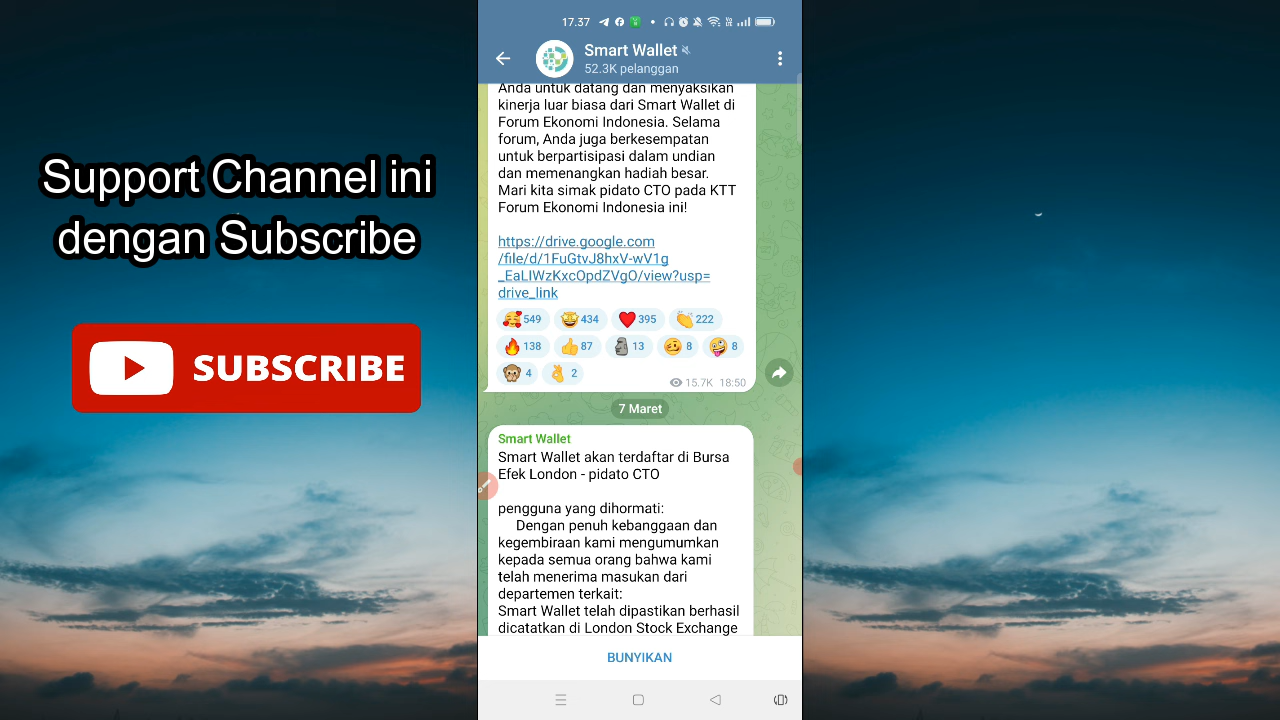 Support Channel ini
dengan Subscribe
SUBSCRIBE
17.37
Smart Wallet
52.3K pelanggan
Anda untuk datang dan menyaksikan
kinerja luar biasa dari Smart Wallet di
Forum Ekonomi Indonesia. Selama
forum, Anda juga berkesempatan
untuk berpartisipasi dalam undian
dan memenangkan hadiah besar.
Mari kita simak pidato CTO pada KTT
Forum Ekonomi Indonesia ini!
https://drive.google.com
/file/d/1FuGtvJ8hxV-wV1g
_EaLIWzKxcOpdZVgO/view?usp=
drive_link
549 434 395 222
138 87 13 8 8
4 2
15.7K 18:50
7 Maret
Smart Wallet
Smart Wallet akan terdaftar di Bursa
Efek London - pidato CTO
pengguna yang dihormati:
Dengan penuh kebanggaan dan
kegembiraan kami mengumumkan
kepada semua orang bahwa kami
telah menerima masukan dari
departemen terkait:
Smart Wallet telah dipastikan berhasil
dicatatkan di London Stock Exchange
BUNYIKAN